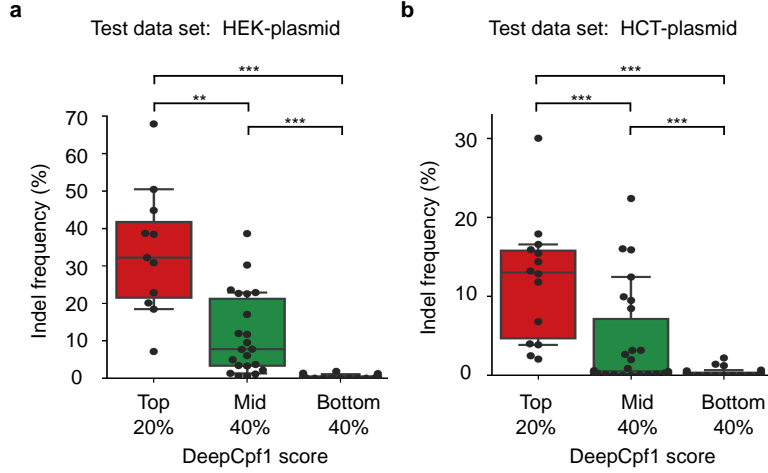 a
Test data set: HEK-plasmid
***
**
***
70
60
50
40
30
20
10
0
Indel frequency (%)
Top
20%
Mid
40%
Bottom
40%
DeepCpf1 score
b
Test data set: HCT-plasmid
***
***
***
30
20
10
0
Indel frequency (%)
Top
20%
Mid
40%
Bottom
40%
DeepCpf1 score